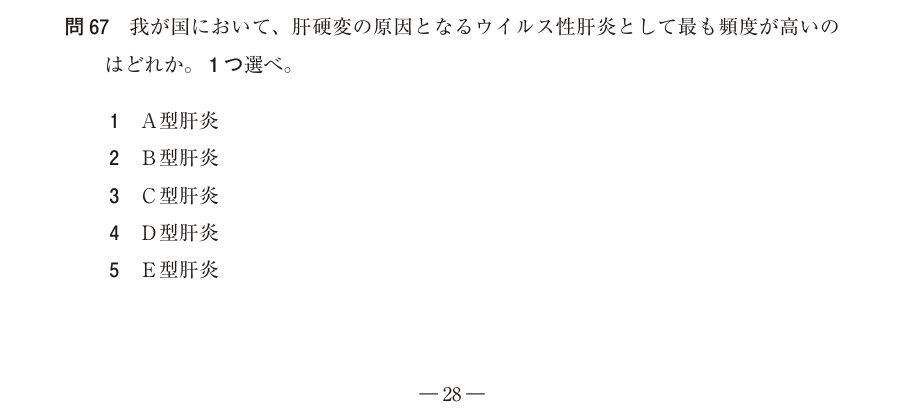 問67 我が国において、肝硬変の原因となるウイルス性肝炎として最も頻度が高いの
はどれか。1つ選べ。
1 A型肝炎
2 B型肝炎
3 C型肝炎
4 D型肝炎
5 E型肝炎
― 28 ―